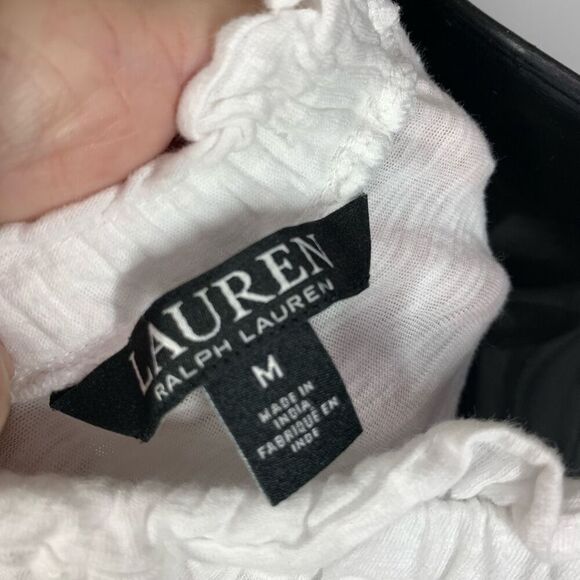 LAUREN
RALPH LAUREN
M
MADE IN
INDIA
FABRIQUÉ EN
INDE